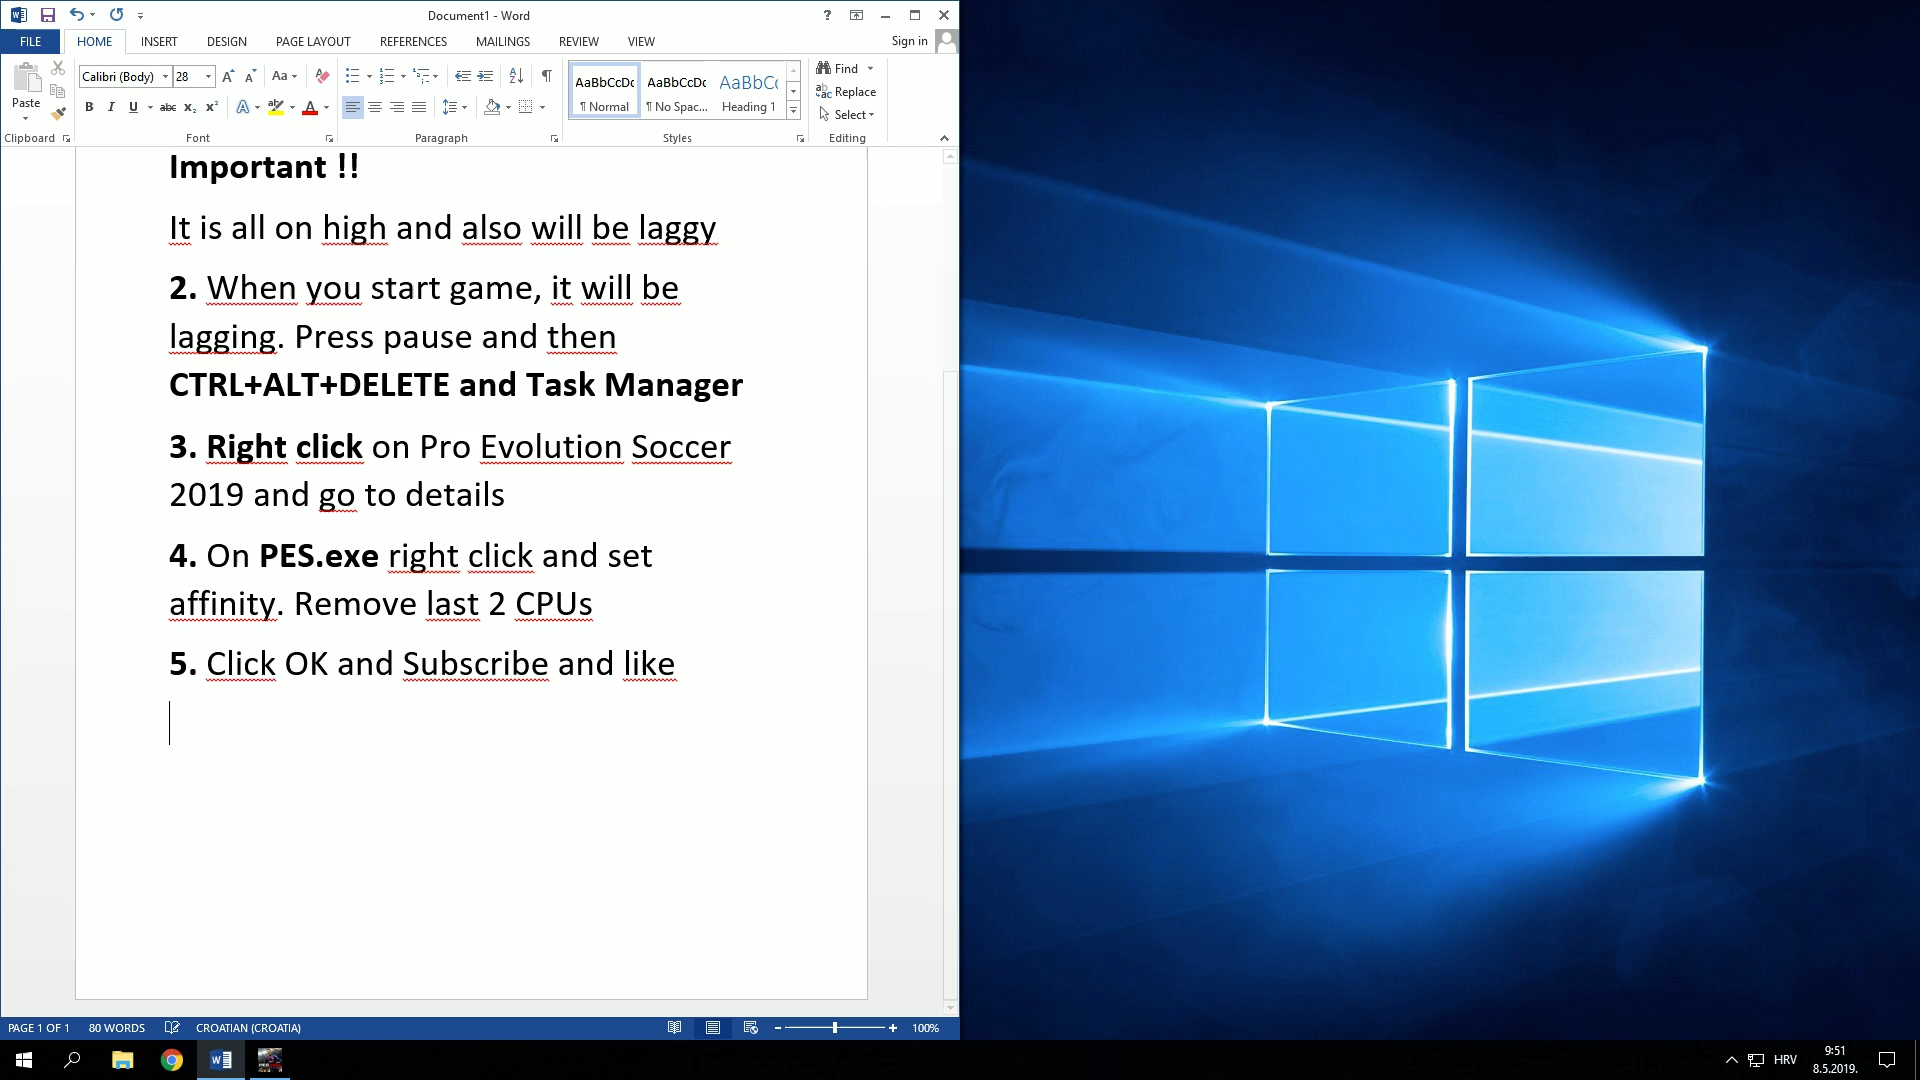 Document1 - Word
FILE HOME INSERT DESIGN PAGE LAYOUT REFERENCES MAILINGS REVIEW VIEW Sign in
Paste
Clipboard
Calibri (Body) 28
Font
Paragraph
AaBbCcDc AaBbCcDc AaBbCc
¶ Normal ¶ No Spac... Heading 1
Styles
Find
Replace
Select
Editing
Important !!
It is all on high and also will be laggy
2. When you start game, it will be
lagging. Press pause and then
CTRL+ALT+DELETE and Task Manager
3. Right click on Pro Evolution Soccer
2019 and go to details
4. On PES.exe right click and set
affinity. Remove last 2 CPUs
5. Click OK and Subscribe and like
PAGE 1 OF 1 80 WORDS CROATIAN (CROATIA) 100%
HRV
9:51
8.5.2019.